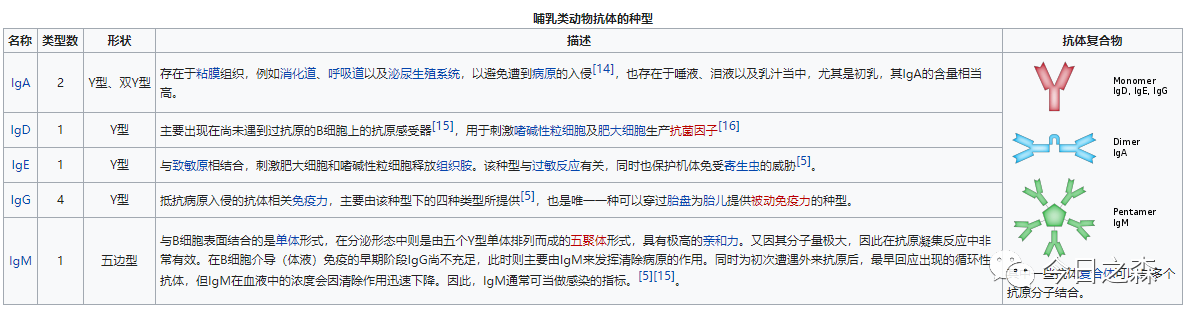 哺乳类动物抗体的种型
名称 类型数 形状 描述 抗体复合物
IgA 2 Y型、双Y型
存在于粘膜组织，例如消化道、呼吸道以及泌尿生殖系统，以避免遭到病原的入侵[14]，也存在于唾液、泪液以及乳汁当中，尤其是初乳，其IgA的含量相当
高。
IgD 1 Y型 主要出现在尚未遇到过抗原的B细胞上的抗原感受器[15]，用于刺激嗜碱性粒细胞及肥大细胞生产抗菌因子[16]
IgE 1 Y型 与致敏原相结合，刺激肥大细胞和嗜碱性粒细胞释放组织胺。该种型与过敏反应有关，同时也保护机体免受寄生虫的威胁[5]。
IgG 4 Y型 抵抗病原入侵的抗体相关免疫力，主要由该种型下的四种类型所提供[5]，也是唯一一种可以穿过胎盘为胎儿提供被动免疫力的种型。
IgM 1 五边型
与B细胞表面结合的是单体形式，在分泌形态中则是由五个Y型单体排列而成的五聚体形式，具有极高的亲和力。又因其分子量极大，因此在抗原凝集反应中非
常有效。在B细胞介导（体液）免疫的早期阶段IgG尚不充足，此时则主要由IgM来发挥清除病原的作用。同时为初次遭遇外来抗原后，最早回应出现的循环性
抗体，但IgM在血液中的浓度会因清除作用迅速下降。因此，IgM通常可当做感染的指标。[5][15]。
Monomer
IgD, IgE, IgG
Dimer
IgA
Pentamer
IgM
一些抗体复合体可以与多个
抗原分子结合。
今日之森